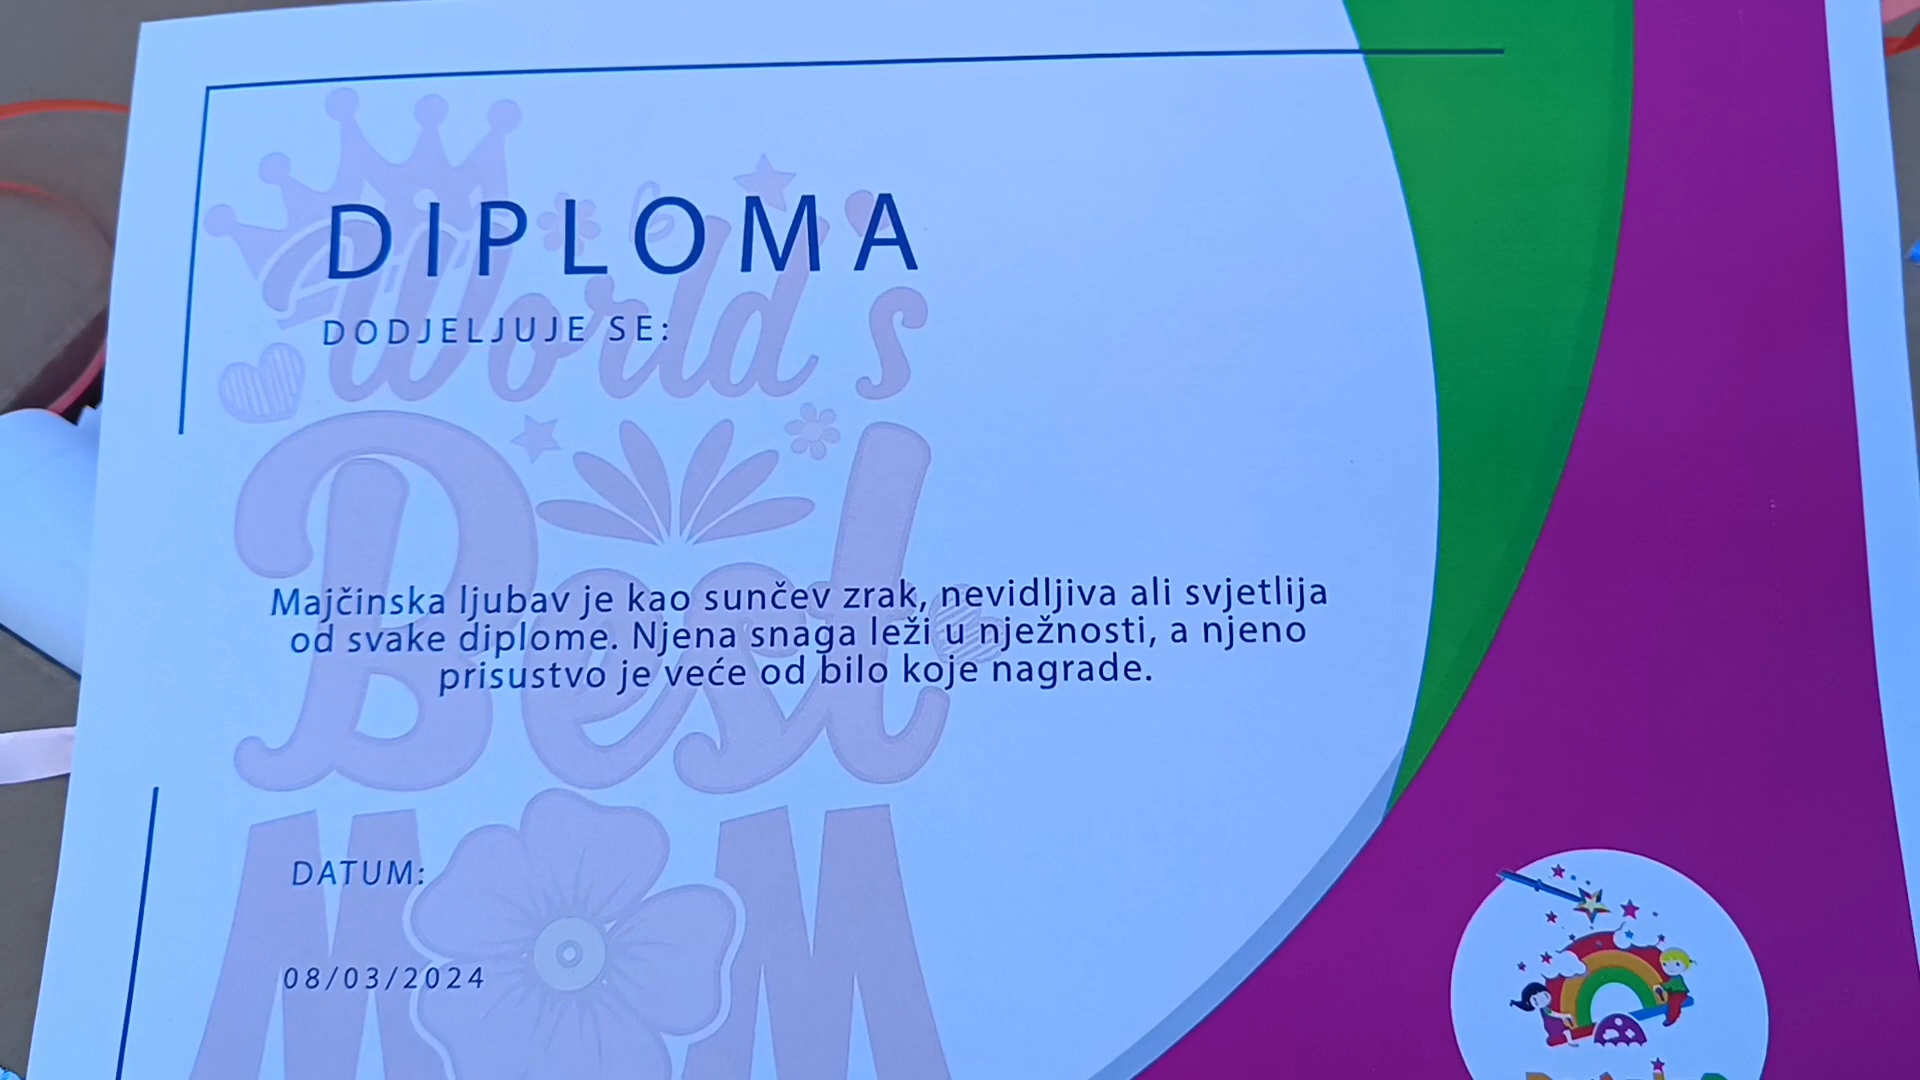 DIPLOMA
DODJELJUJE SE:
World's
Best
Majčinska ljubav je kao sunčev zrak, nevidljiva ali svjetlija
od svake diplome. Njena snaga leži u nježnosti, a njeno
prisustvo je veće od bilo koje nagrade.
MOM
DATUM:
08/03/2024